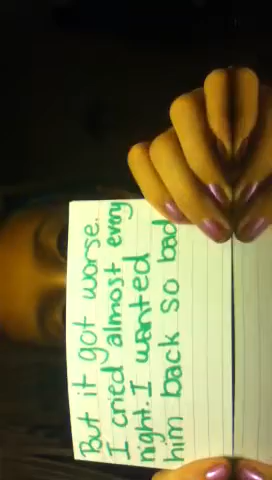 But it got worse.
I cried almost every
night. I wanted
him back so bad